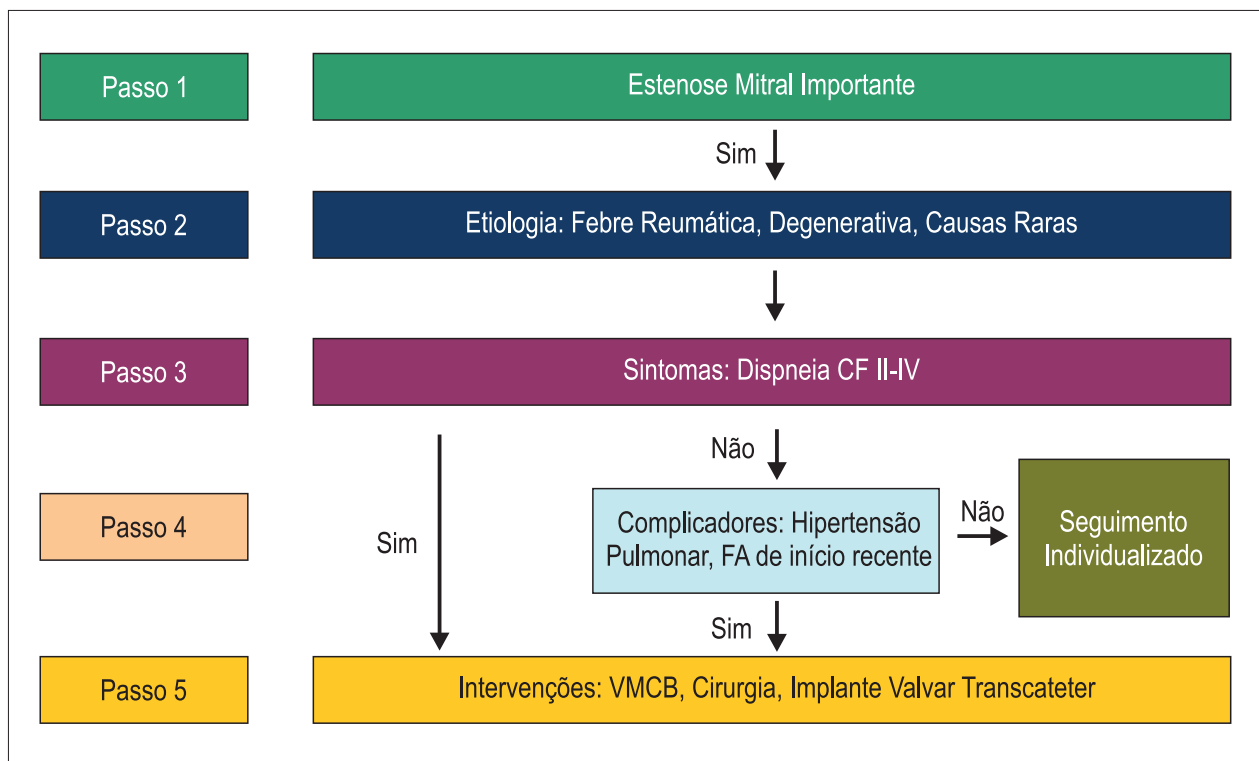 Passo 1
Estenose Mitral Importante
Sim
Passo 2
Etiologia: Febre Reumática, Degenerativa, Causas Raras
Passo 3
Sintomas: Dispneia CF II-IV
Não
Passo 4
Sim
Complicadores: Hipertensão
Pulmonar, FA de início recente
Não
Seguimento
Individualizado
Sim
Passo 5
Intervenções: VMCB, Cirurgia, Implante Valvar Transcateter